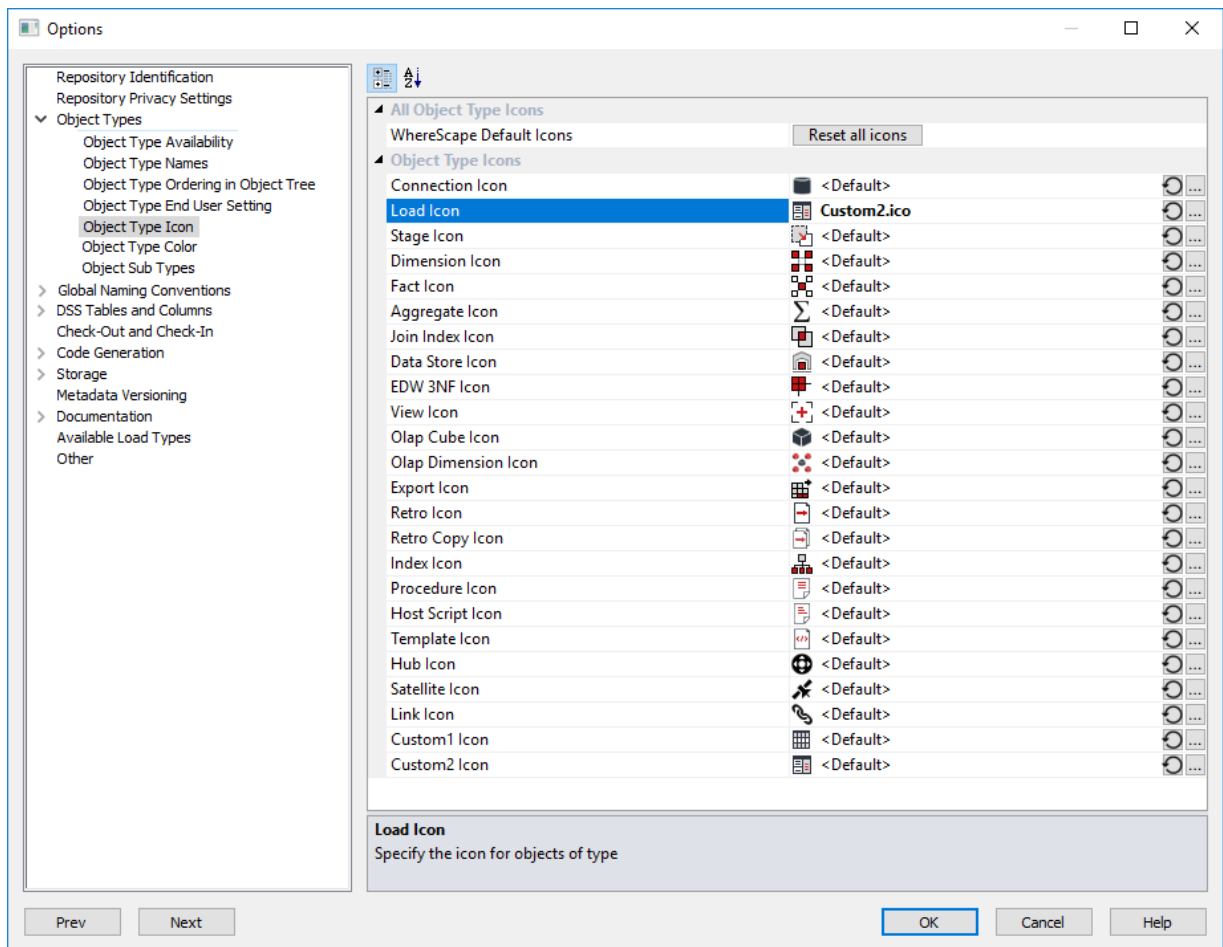 Options
Repository Identification
Repository Privacy Settings
Object Types
Object Type Availability
Object Type Names
Object Type Ordering in Object Tree
Object Type End User Setting
Object Type Icon
Object Type Color
Object Sub Types
Global Naming Conventions
DSS Tables and Columns
Check-Out and Check-In
Code Generation
Storage
Metadata Versioning
Documentation
Available Load Types
Other
All Object Type Icons
WhereScape Default Icons Reset all icons
Object Type Icons
Connection Icon <Default> ...
Load Icon Custom2.ico ...
Stage Icon <Default> ...
Dimension Icon <Default> ...
Fact Icon <Default> ...
Aggregate Icon <Default> ...
Join Index Icon <Default> ...
Data Store Icon <Default> ...
EDW 3NF Icon <Default> ...
View Icon <Default> ...
Olap Cube Icon <Default> ...
Olap Dimension Icon <Default> ...
Export Icon <Default> ...
Retro Icon <Default> ...
Retro Copy Icon <Default> ...
Index Icon <Default> ...
Procedure Icon <Default> ...
Host Script Icon <Default> ...
Template Icon <Default> ...
Hub Icon <Default> ...
Satellite Icon <Default> ...
Link Icon <Default> ...
Custom1 Icon <Default> ...
Custom2 Icon <Default> ...
Load Icon
Specify the icon for objects of type
Prev Next OK Cancel Help